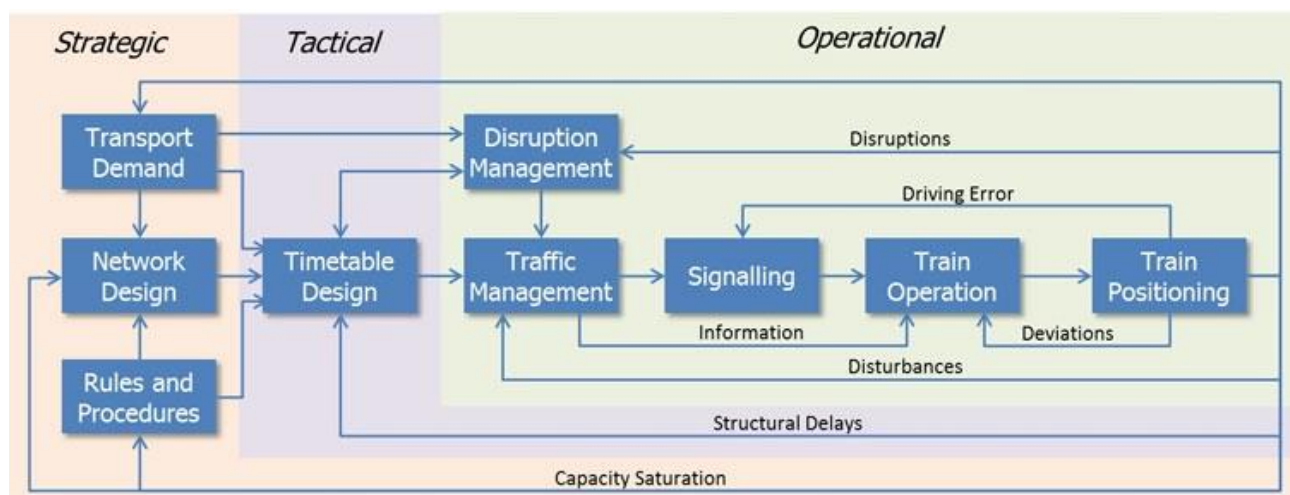 Strategic
Tactical
Operational
Transport
Demand
Disruption
Management
Disruptions
Driving Error
Network
Design
Timetable
Design
Traffic
Management
Signalling
Train
Operation
Train
Positioning
Information
Deviations
Disturbances
Rules and
Procedures
Structural Delays
Capacity Saturation